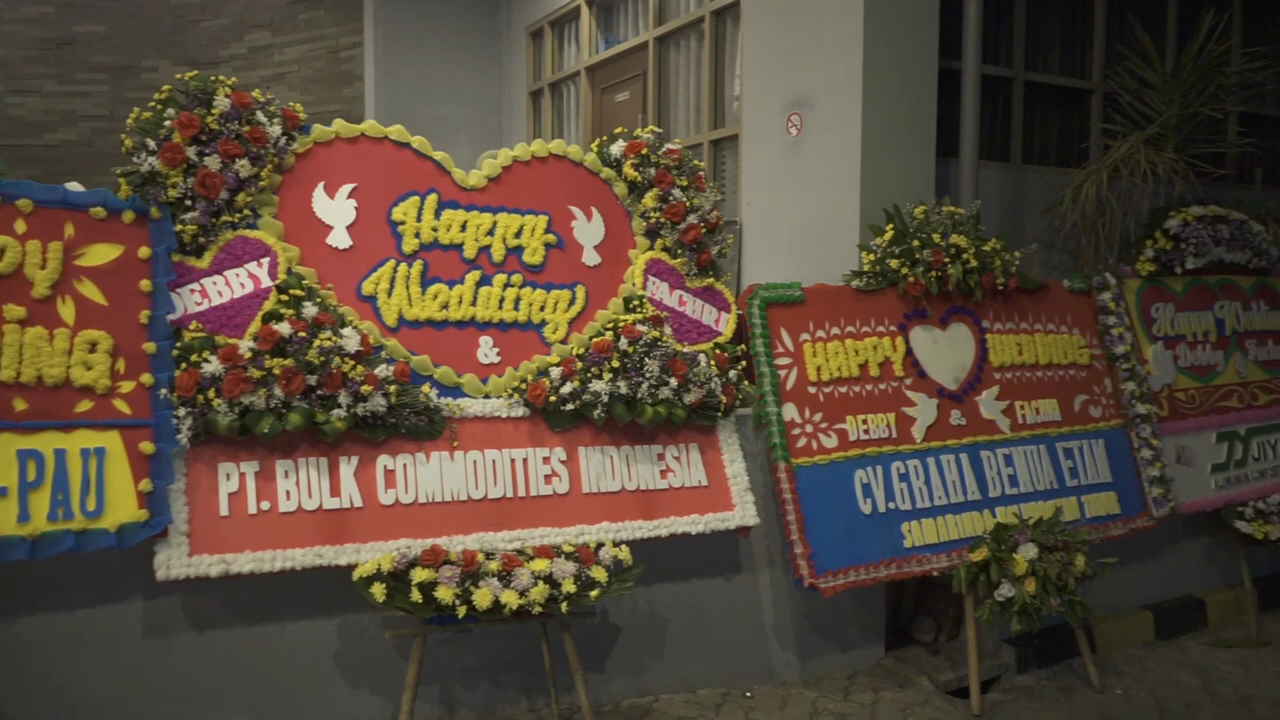 -PAU
Happy
Wedding
DEBBY
&
FACHRI
PT. BULK COMMODITIES INDONESIA
HAPPY WEDDING
DEBBY & FACHRI
CV.GRAHA BENUA ETAM
SAMARINDA
Happy Wedding
Debby &